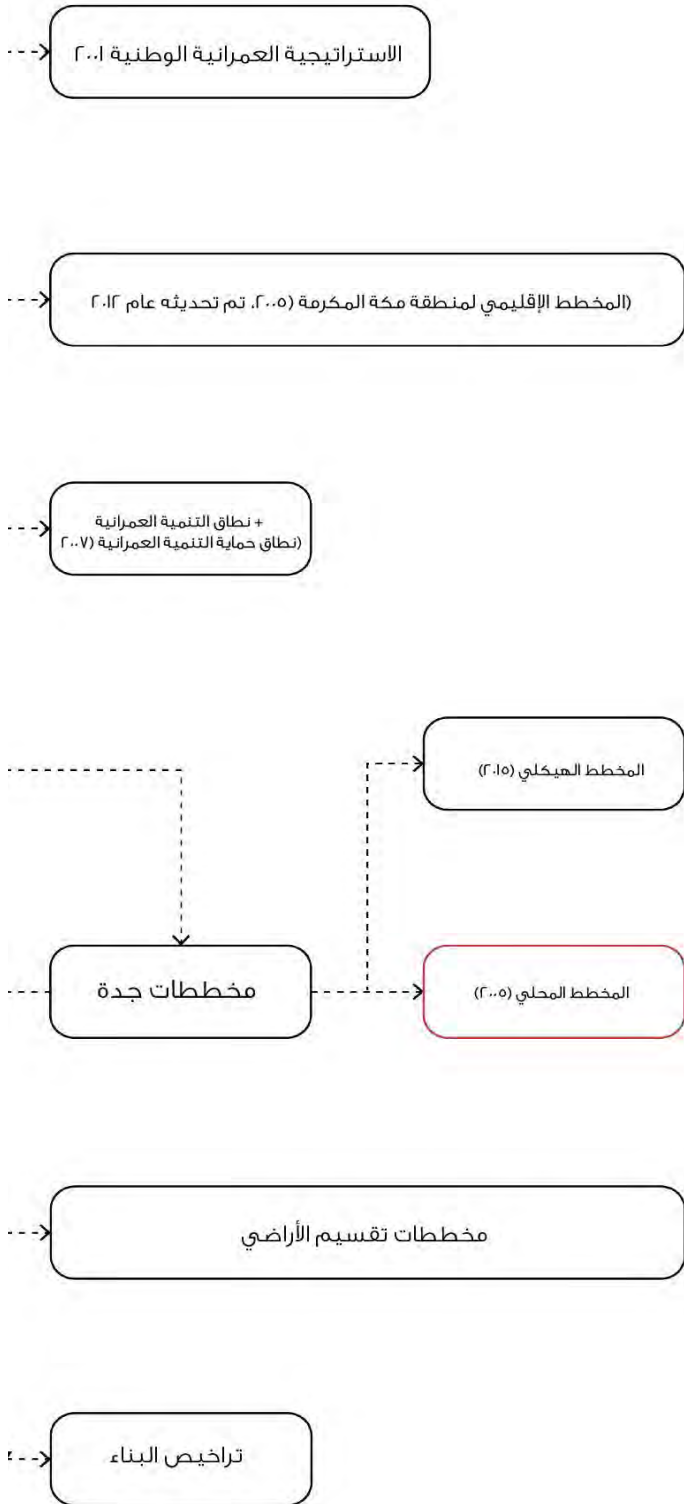 الاستراتيجية العمرانية الوطنية ٢٠٠١
(المخطط الإقليمي لمنطقة مكة المكرمة (٢٠٠٥، تم تحديثه عام ٢٠١٢
+ نطاق التنمية العمرانية
(نطاق حماية التنمية العمرانية (٢٠٠٧
المخطط الهيكلي (٢٠١٥)
مخططات جدة
المخطط المحلي (٢٠٠٥)
مخططات تقسيم الأراضي
تراخيص البناء